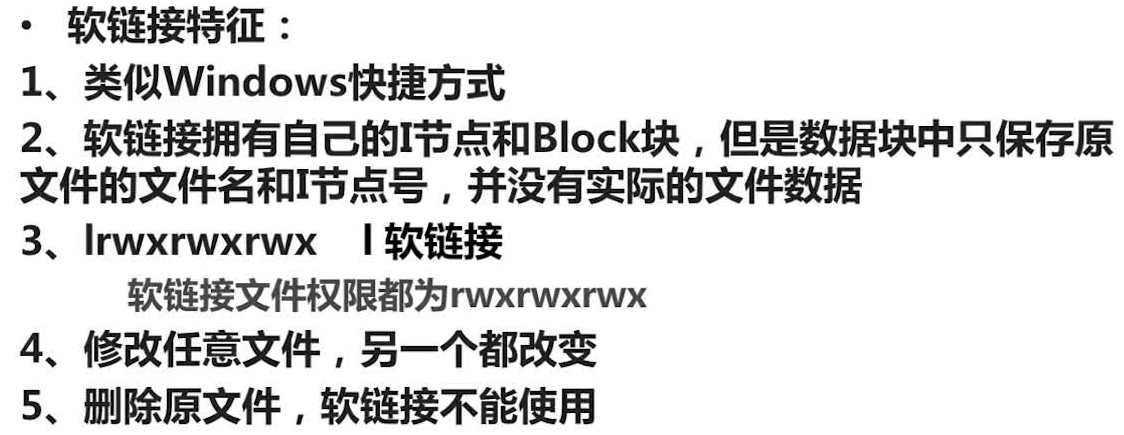 • 软链接特征：
1、类似Windows快捷方式
2、软链接拥有自己的I节点和Block块，但是数据块中只保存原
文件的文件名和I节点号，并没有实际的文件数据
3、lrwxrwxrwx l 软链接
软链接文件权限都为rwxrwxrwx
4、修改任意文件，另一个都改变
5、删除原文件，软链接不能使用